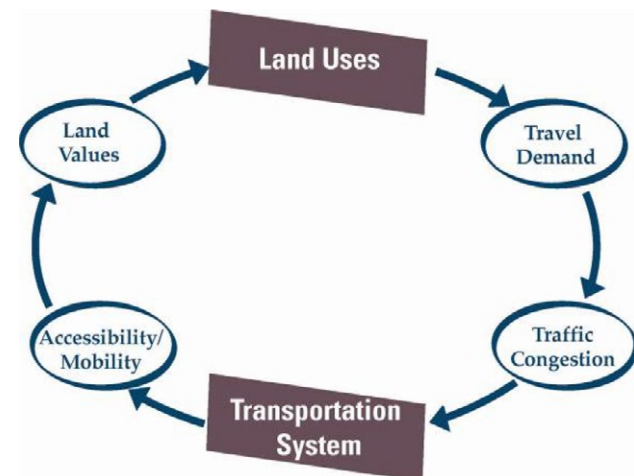 Land Uses
Travel
Demand
Traffic
Congestion
Transportation
System
Accessibility/
Mobility
Land
Values